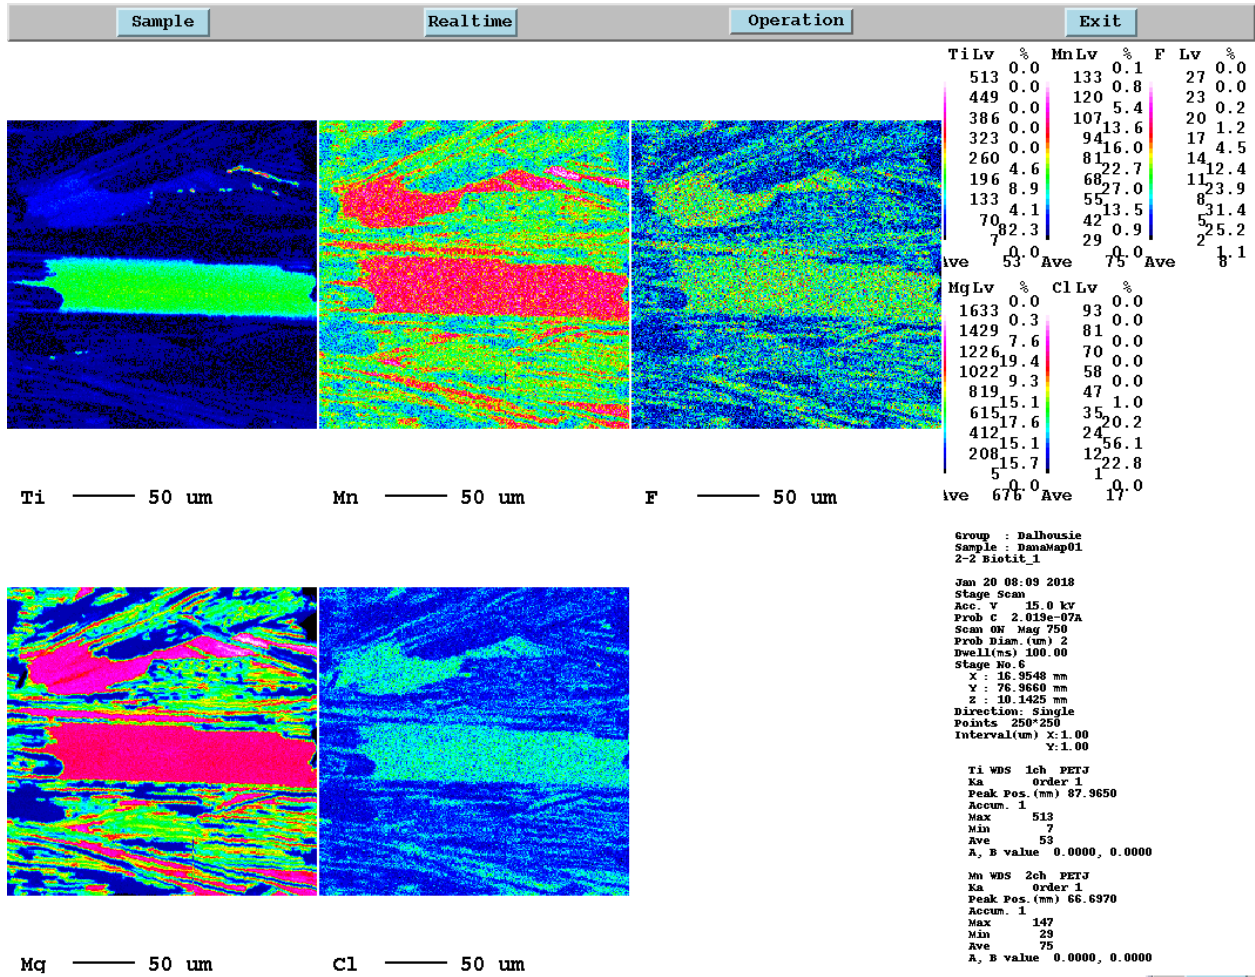 Sample Realtime Operation Exit
Ti Lv % Mn Lv % F Lv %
0.0 0.1 0.0
513 133 27
0.0 0.8 0.0
449 120 23
0.0 5.4 0.2
386 107 20
0.0 13.6 1.2
323 94 17
0.0 16.0 4.5
260 81 14
4.6 22.7 12.4
196 68 11
8.9 27.0 23.9
133 55 8
4.1 13.5 31.4
70 42 5
82.3 0.9 25.2
7 29 2
0.0 0.0 1.1
Ave 53 Ave 75 Ave 8
Mg Lv % Cl Lv %
0.0 0.0
1633 93
0.3 0.0
1429 81
7.6 0.0
1226 70
19.4 0.0
1022 58
9.3 0.0
819 47
15.1 1.0
615 35
17.6 20.2
412 24
15.1 56.1
208 12
15.7 22.8
5 1
0.0 0.0
Ave 676 Ave 17
Ti 50 um Mn 50 um F 50 um
Group : Dalhousie
Sample : DanaMap01
2-2 Biotit_1
Jan 20 08:09 2018
Stage Scan
Acc. V 15.0 kV
Prob C 2.019e-07A
Scan ON Mag 750
Prob Diam.(um) 2
Dwell(ms) 100.00
Stage No.6
X : 16.9548 mm
Y : 76.9660 mm
Z : 10.1425 mm
Direction: Single
Points 250*250
Interval(um) X:1.00
Y:1.00
Ti WDS 1ch PETJ
Ka Order 1
Peak Pos.(mm) 87.9650
Accum. 1
Max 513
Min 7
Ave 53
A, B value 0.0000, 0.0000
Mn WDS 2ch PETJ
Ka Order 1
Peak Pos.(mm) 66.6970
Accum. 1
Max 147
Min 29
Ave 75
A, B value 0.0000, 0.0000
Mg 50 um Cl 50 um